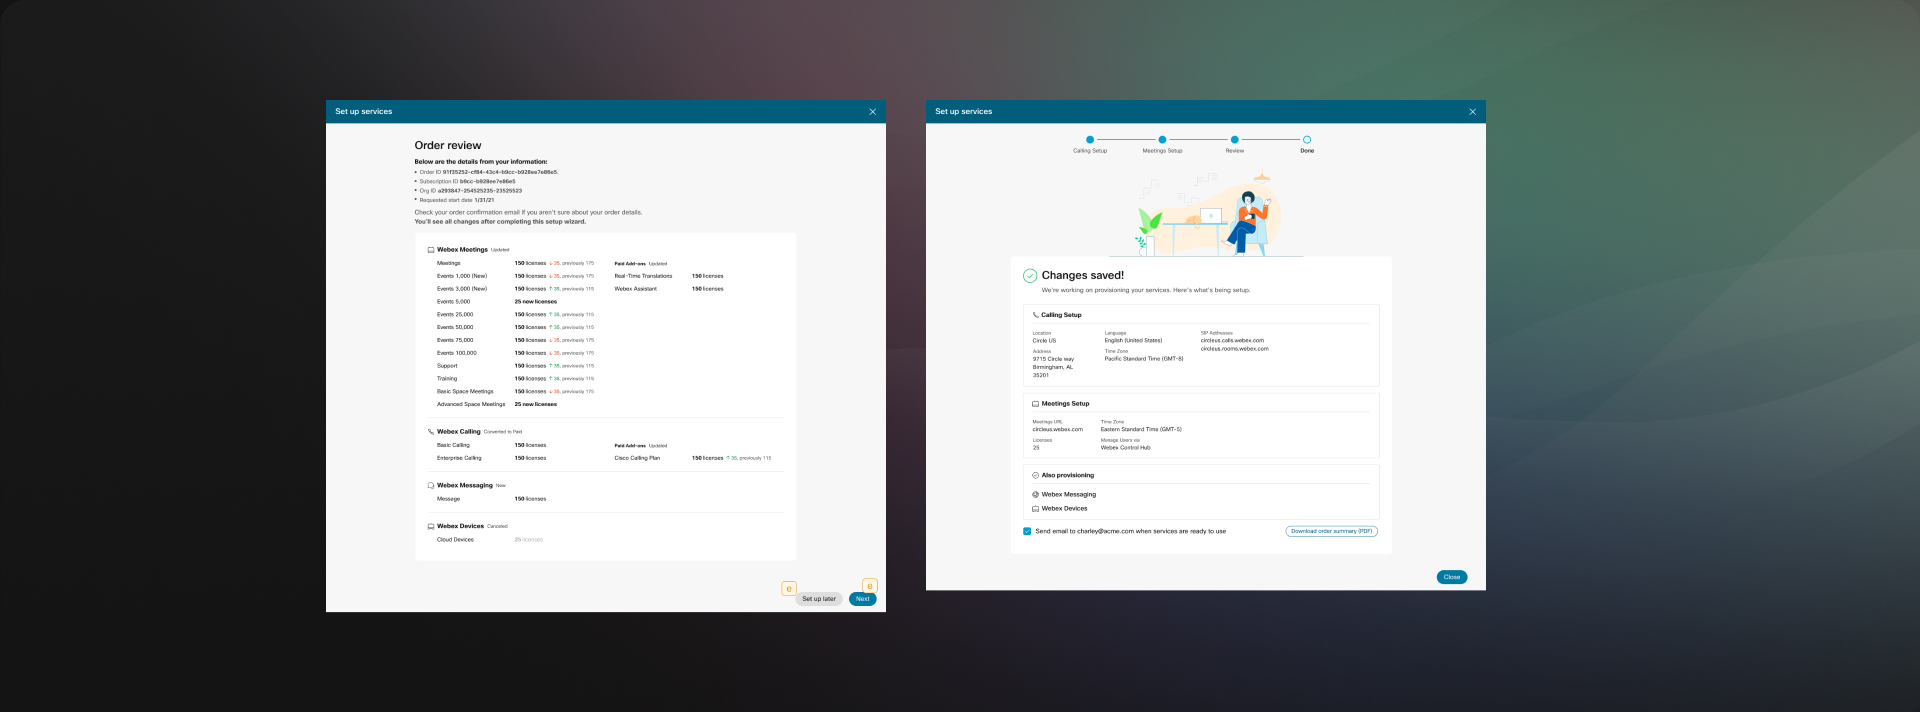 Set up services
Order review
Below are the details from your information:
• Order ID 91f35252-cf84-43c4-b9cc-b928ee7e86e5.
• Subscription ID b9cc-b928ee7e86e5
• Org ID a293847-254525235-23525523
• Requested start date 1/31/21
Check your order confirmation email if you aren't sure about your order details.
You'll see all changes after completing this setup wizard.
Webex Meetings Updated
Meetings 150 licenses ↓ 35, previously 175 Paid Add-ons Updated
Events 1,000 (New) 150 licenses ↓ 35, previously 175 Real-Time Translations 150 licenses
Events 3,000 (New) 150 licenses ↑ 35, previously 115 Webex Assistant 150 licenses
Events 5,000 25 new licenses
Events 25,000 150 licenses ↑ 35, previously 115
Events 50,000 150 licenses ↑ 35, previously 115
Events 75,000 150 licenses ↓ 35, previously 175
Events 100,000 150 licenses ↓ 35, previously 175
Support 150 licenses ↑ 35, previously 115
Training 150 licenses ↑ 35, previously 115
Basic Space Meetings 150 licenses ↓ 35, previously 175
Advanced Space Meetings 25 new licenses
Webex Calling Converted to Paid
Basic Calling 150 licenses Paid Add-ons Updated
Enterprise Calling 150 licenses Cisco Calling Plan 150 licenses ↑ 35, previously 115
Webex Messaging New
Message 150 licenses
Webex Devices Canceled
Cloud Devices 25 licenses
e e
Set up later Next
Set up services
Calling Setup Meetings Setup Review Done
Changes saved!
We're working on provisioning your services. Here's what's being setup.
Calling Setup
Location Language SIP Addresses
Circle US English (United States) circleus.calls.webex.com
circleus.rooms.webex.com
Address Time Zone
9715 Circle way Pacific Standard Time (GMT-8)
Birmingham, AL
35201
Meetings Setup
Meetings URL Time Zone
circleus.webex.com Eastern Standard Time (GMT-5)
Licenses Manage Users via
25 Webex Control Hub
Also provisioning
Webex Messaging
Webex Devices
Send email to charley@acme.com when services are ready to use Download order summary (PDF)
Close